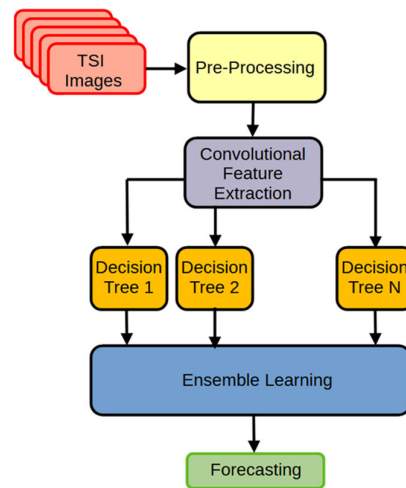 TSI
Images
Pre-Processing
Convolutional
Feature
Extraction
Decision
Tree 1
Decision
Tree 2
Decision
Tree N
Ensemble Learning
Forecasting